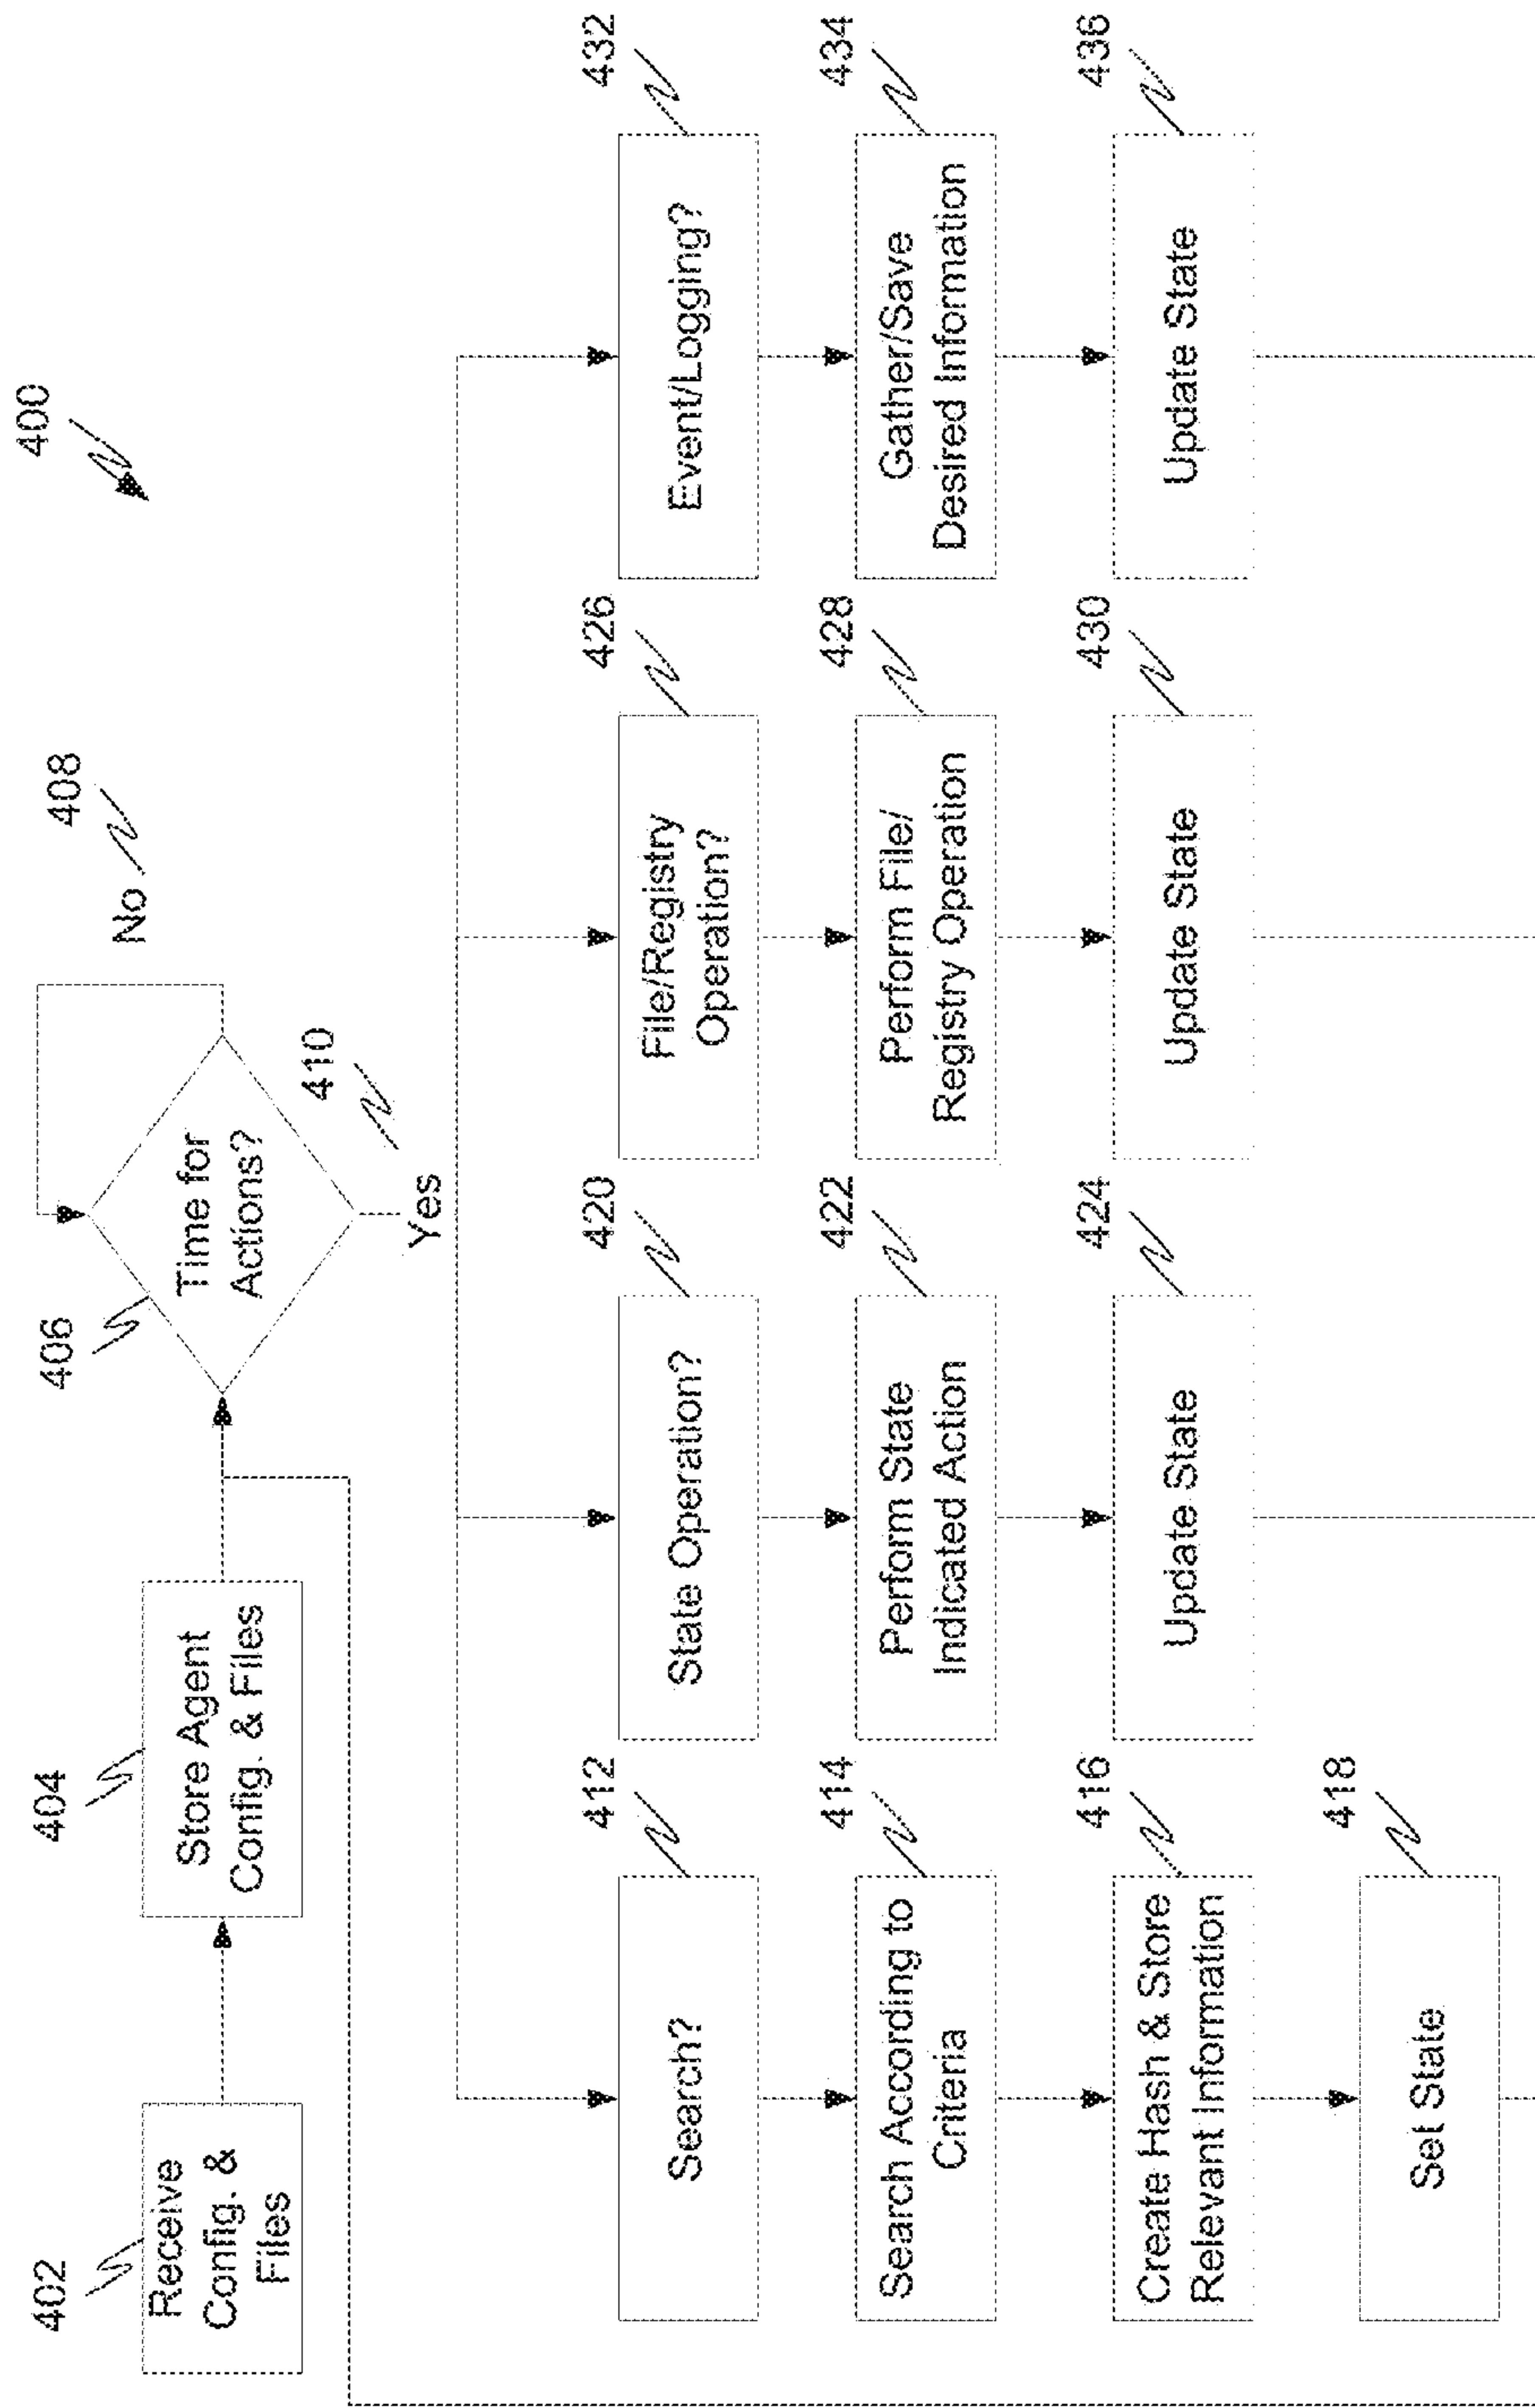 400
402
Receive
Config. &
Files
404
Store Agent
Config. & Files
406
Time for
Actions?
No
408
Yes
410
412
Search?
414
Search According to
Criteria
416
Create Hash & Store
Relevant Information
418
Set State
420
State Operation?
422
Perform State
Indicated Action
424
Update State
426
File/Registry
Operation?
428
Perform File/
Registry Operation
430
Update State
432
Event/Logging?
434
Gather/Save
Desired Information
436
Update State